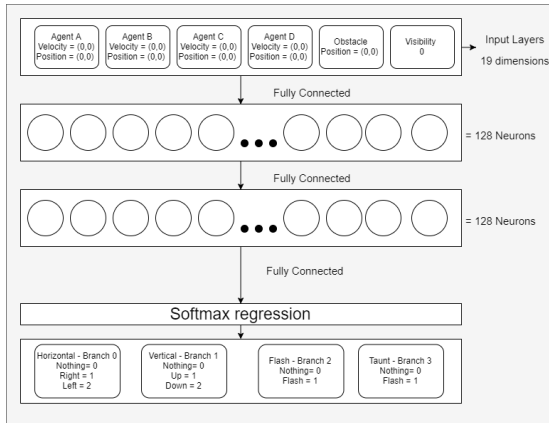 Agent A
Velocity = (0,0)
Position = (0,0)
Agent B
Velocity = (0,0)
Position = (0,0)
Agent C
Velocity = (0,0)
Position = (0,0)
Agent D
Velocity = (0,0)
Position = (0,0)
Obstacle
Position = (0,0)
Visibility
0
Input Layers
19 dimensions
Fully Connected
= 128 Neurons
Fully Connected
= 128 Neurons
Fully Connected
Softmax regression
Horizontal - Branch 0
Nothing= 0
Right = 1
Left = 2
Vertical - Branch 1
Nothing= 0
Up = 1
Down = 2
Flash - Branch 2
Nothing= 0
Flash = 1
Taunt - Branch 3
Nothing= 0
Flash = 1